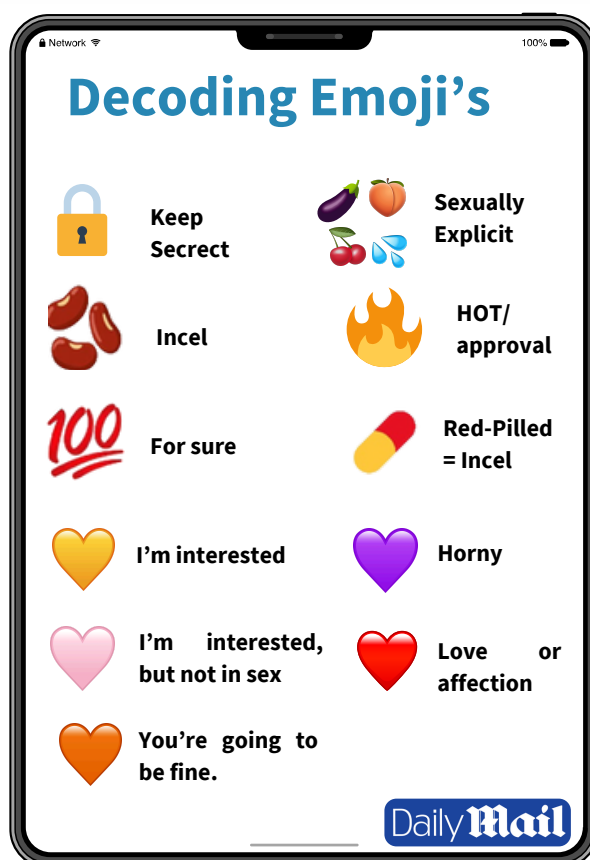 Network
100%
Decoding Emoji's
Keep
Secrect
Sexually
Explicit
Incel
HOT/
approval
100
For sure
Red-Pilled
= Incel
I'm interested
Horny
I'm interested,
but not in sex
Love or
affection
You're going to
be fine.
Daily Mail